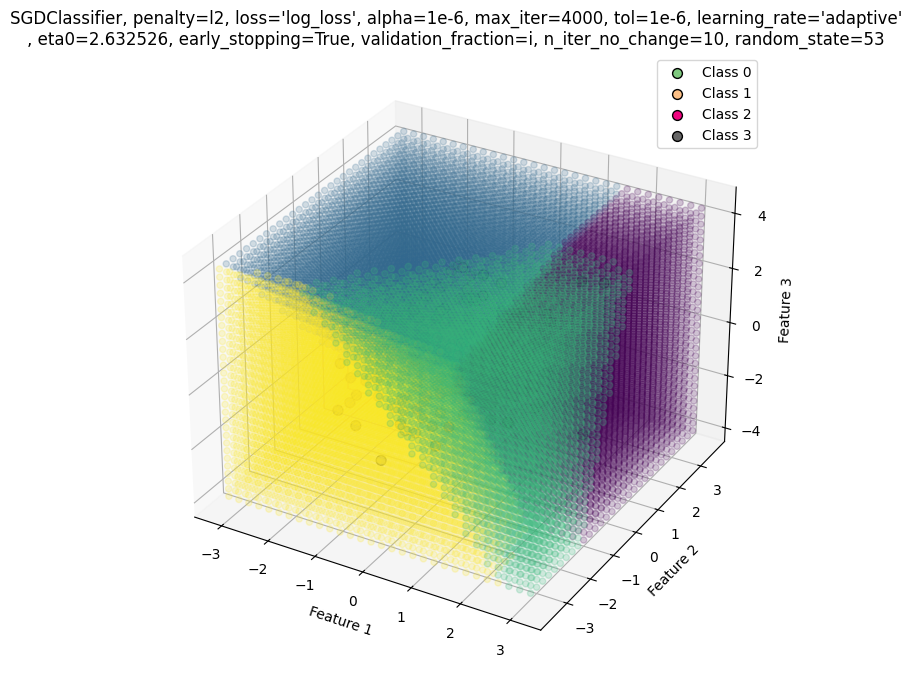 SGDClassifier, penalty=l2, loss='log_loss', alpha=1e-6, max_iter=4000, tol=1e-6, learning_rate='adaptive'
, eta0=2.632526, early_stopping=True, validation_fraction=i, n_iter_no_change=10, random_state=53
Class 0
Class 1
Class 2
Class 3
4
2
0
−2
−4
Feature 3
3
2
1
0
−1
−2
−3
Feature 2
−3
−2
−1
0
1
2
3
Feature 1